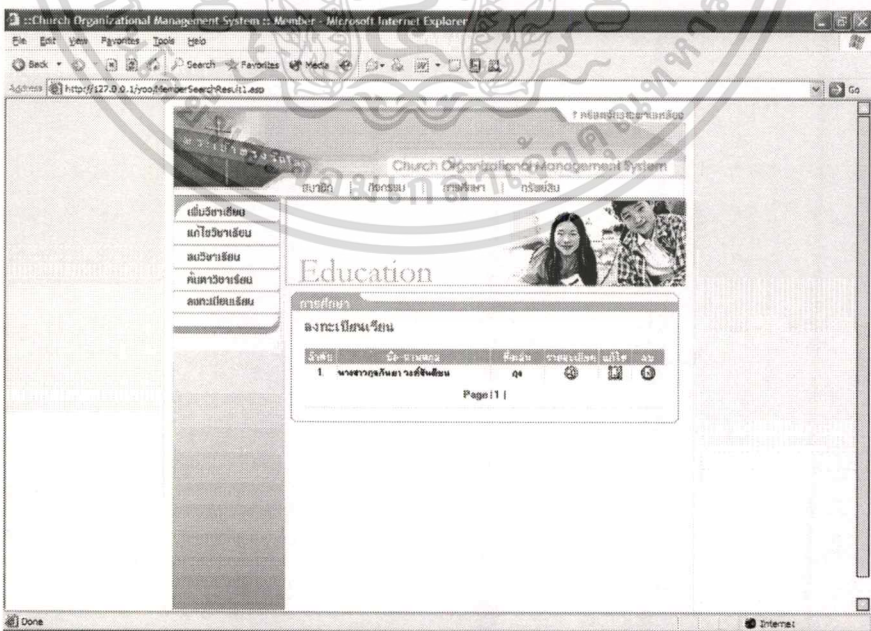 ::Church Organizational Management System :: Member - Microsoft Internet Explorer
File Edit View Favorites Tools Help
Back Search Favorites Media
Address http://127.0.0.1/yoo/MemberSearchResult1.asp Go
Church Organizational Management System
สมาชิก | กิจกรรม | การศึกษา | ทรัพย์สิน
เพิ่มวิชาเรียน
แก้ไขวิชาเรียน
ลบวิชาเรียน
ค้นหาวิชาเรียน
ลงทะเบียนเรียน
Education
การศึกษา
ลงทะเบียนเรียน
ลำดับ ชื่อ-นามสกุล ชื่อเล่น รายละเอียด แก้ไข ลบ
1
Page | 1 |
Done Internet